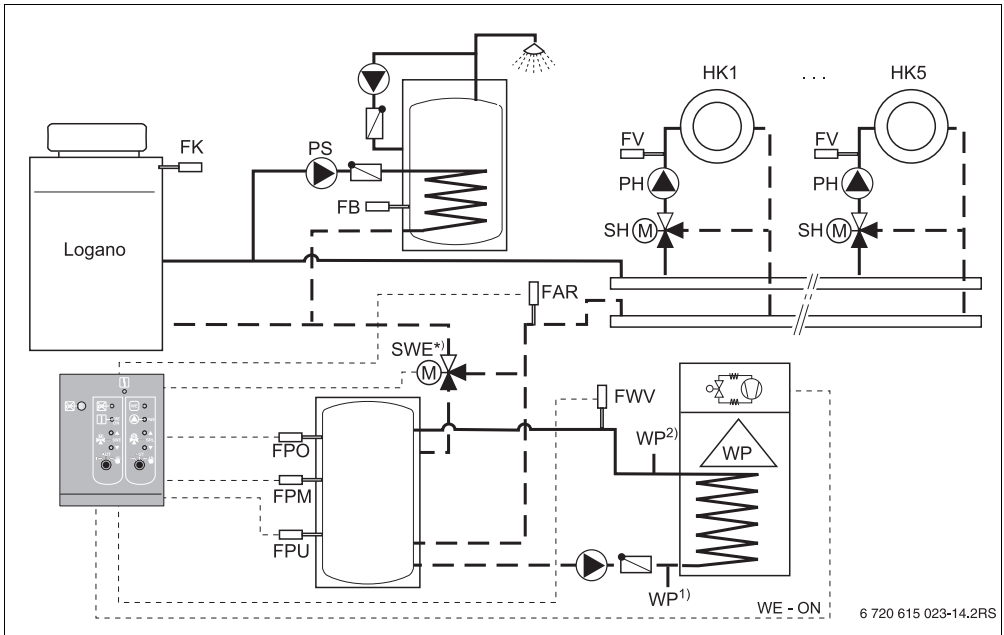 HK1
. . .
HK5
FK
PS
FV
FV
PH
PH
FB
SH
M
SH
M
Logano
FAR
SWE*)
M
FWV
WP2)
WP
FPO
FPM
FPU
WP1)
WE - ON
6 720 615 023-14.2RS